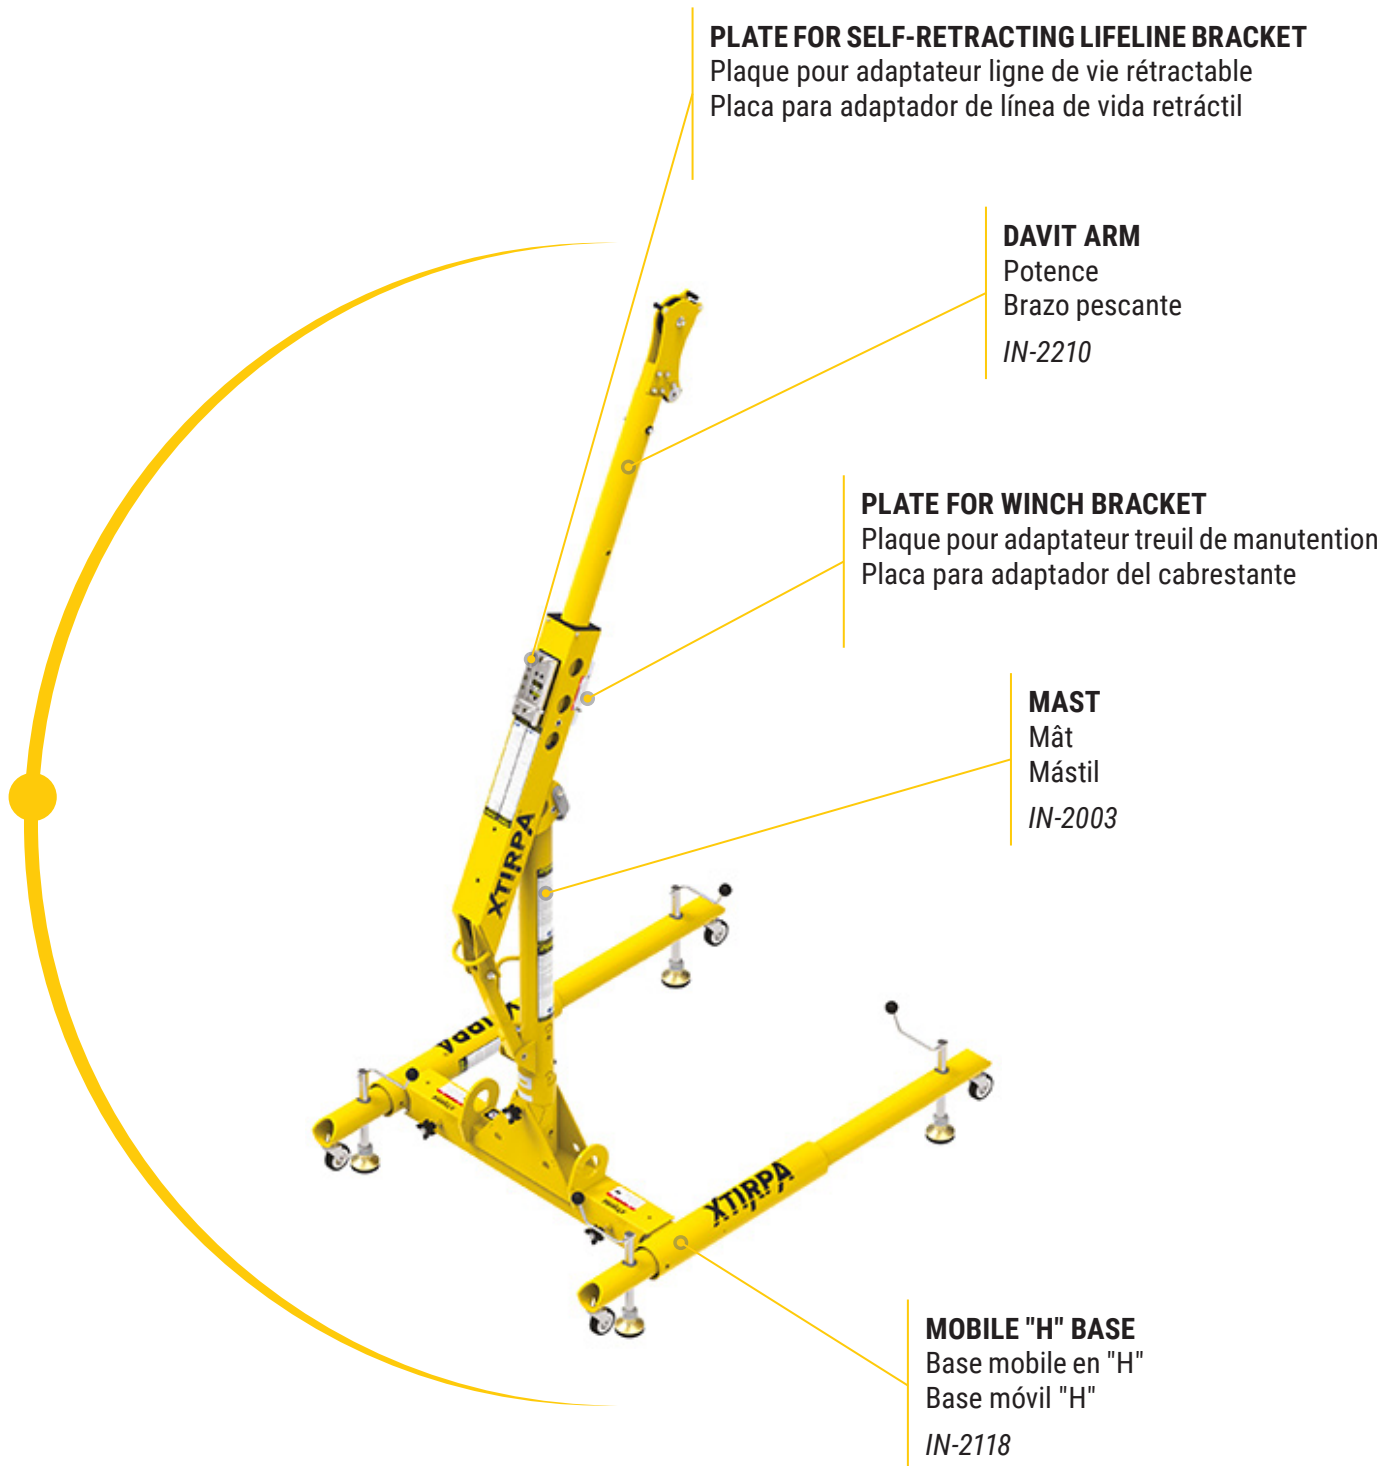 PLATE FOR SELF-RETRACTING LIFELINE BRACKET
Plaque pour adaptateur ligne de vie rétractable
Placa para adaptador de línea de vida retráctil
DAVIT ARM
Potence
Brazo pescante
IN-2210
PLATE FOR WINCH BRACKET
Plaque pour adaptateur treuil de manutention
Placa para adaptador del cabrestante
MAST
Mât
Mástil
IN-2003
XTIRPA
XTIRPA
XTIRPA
MOBILE "H" BASE
Base mobile en "H"
Base móvil "H"
IN-2118